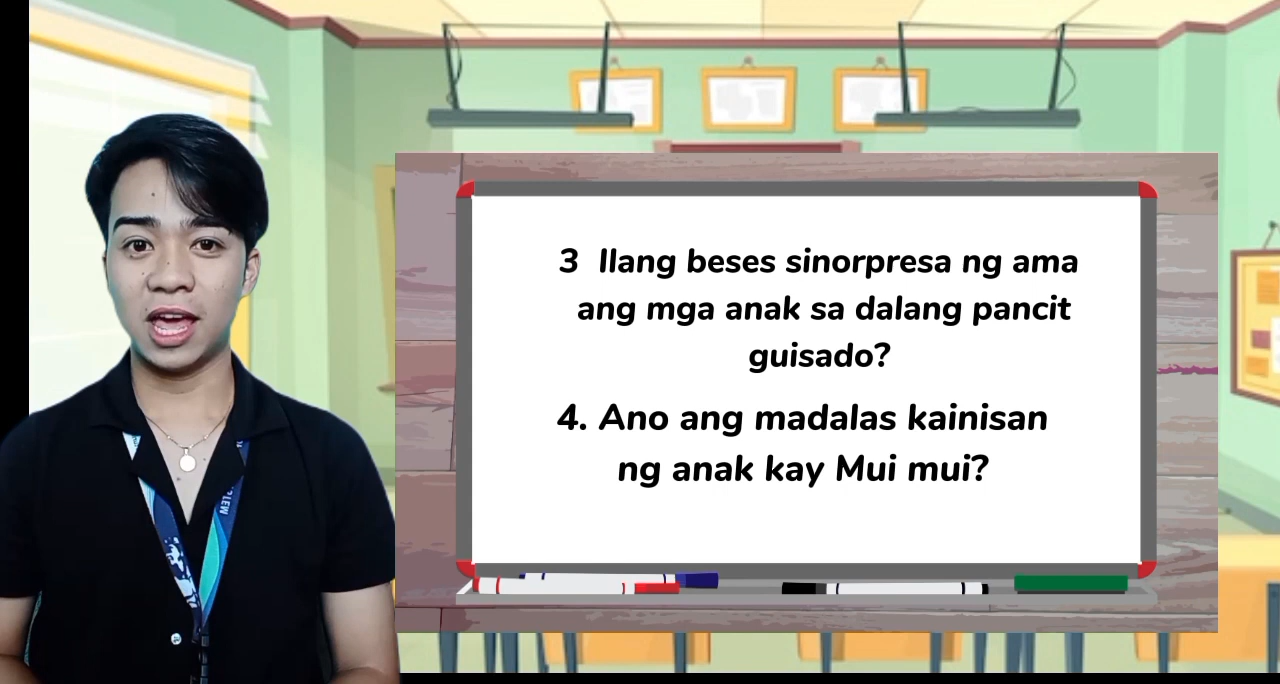 3 Ilang beses sinorpresa ng ama
ang mga anak sa dalang pancit
guisado?
4. Ano ang madalas kainisan
ng anak kay Mui mui?